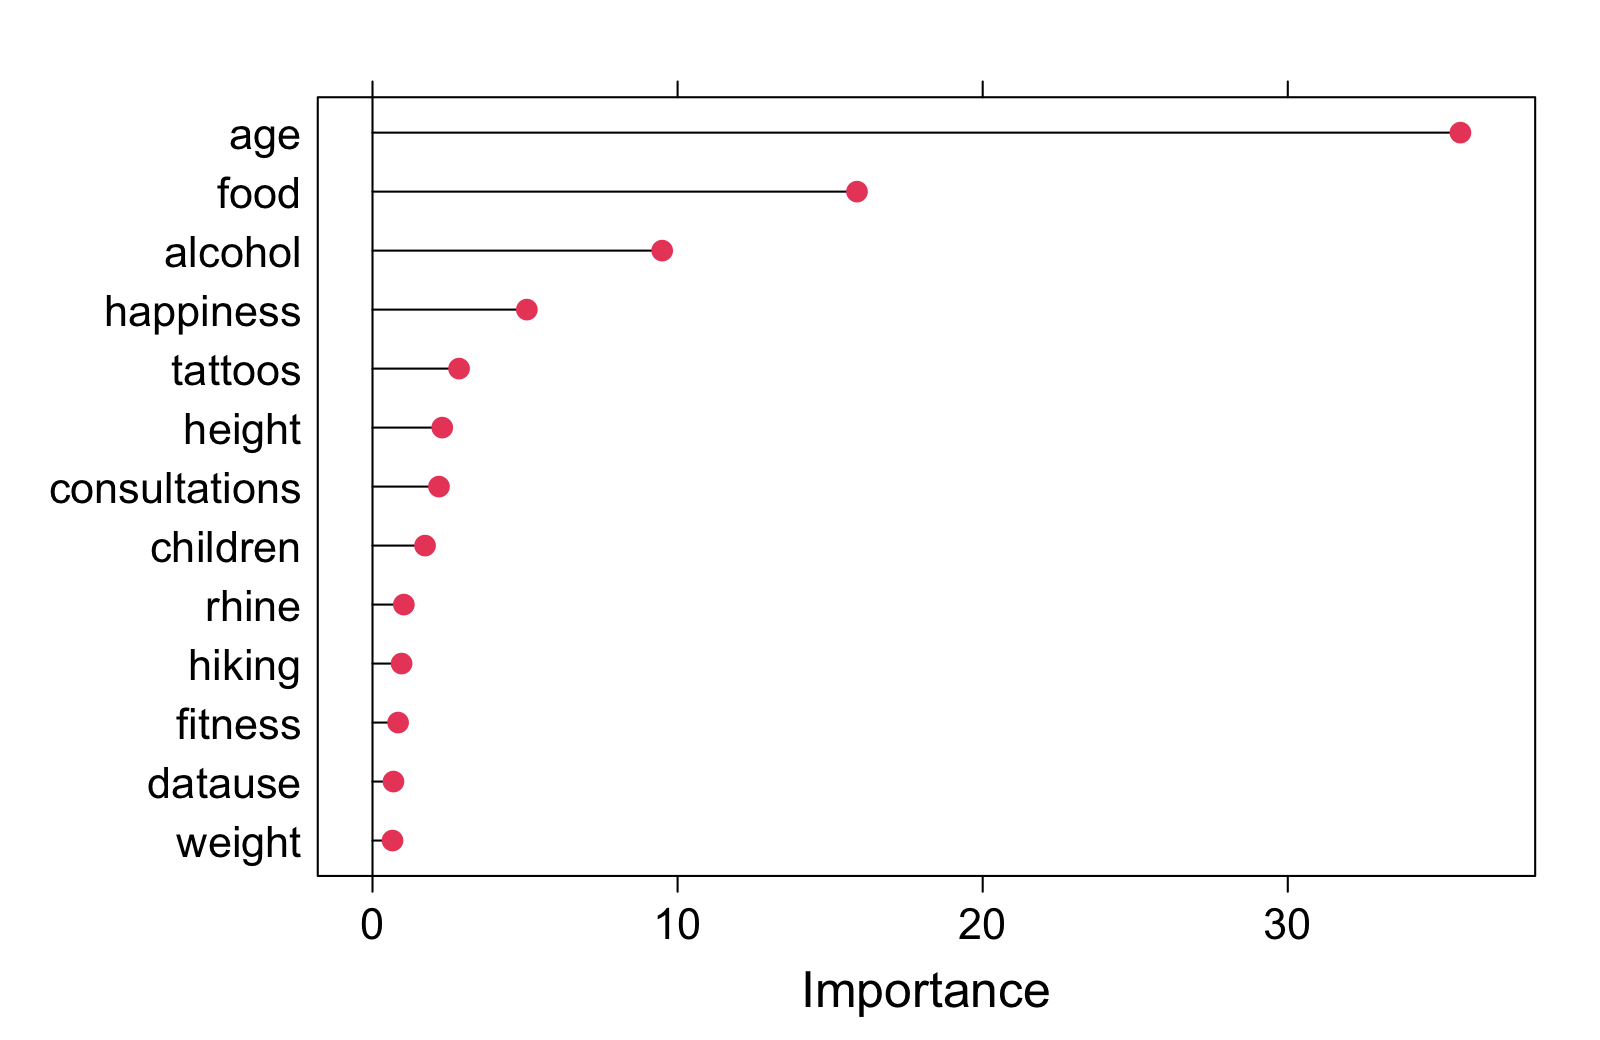 age
food
alcohol
happiness
tattoos
height
consultations
children
rhine
hiking
fitness
datause
weight
0 10 20 30
Importance